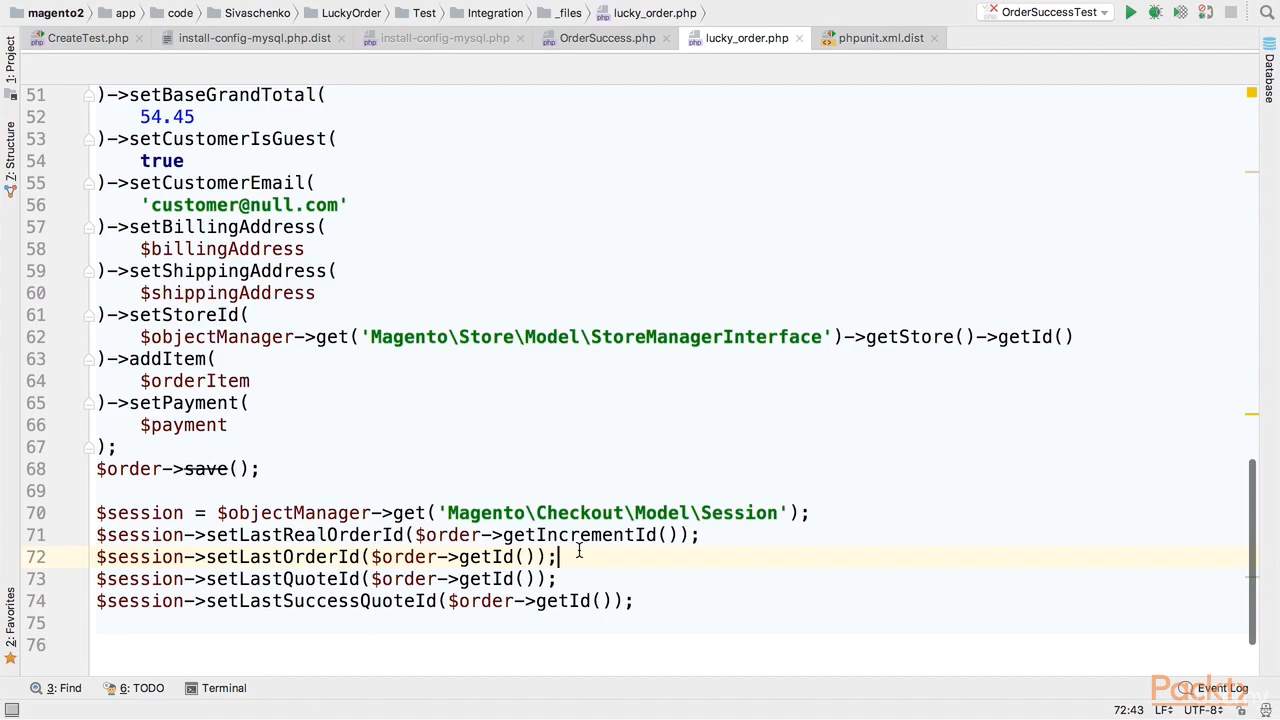 magento2 app code Sivaschenko LuckyOrder Test Integration _files lucky_order.php OrderSuccessTest
CreateTest.php install-config-mysql.php.dist install-config-mysql.php OrderSuccess.php lucky_order.php phpunit.xml.dist
1: Project
7: Structure
2: Favorites
Database
51 )->setBaseGrandTotal(
52 54.45
53 )->setCustomerIsGuest(
54 true
55 )->setCustomerEmail(
56 'customer@null.com'
57 )->setBillingAddress(
58 $billingAddress
59 )->setShippingAddress(
60 $shippingAddress
61 )->setStoreId(
62 $objectManager->get('Magento\Store\Model\StoreManagerInterface')->getStore()->getId()
63 )->addItem(
64 $orderItem
65 )->setPayment(
66 $payment
67 );
68 $order->save();
69
70 $session = $objectManager->get('Magento\Checkout\Model\Session');
71 $session->setLastRealOrderId($order->getIncrementId());
72 $session->setLastOrderId($order->getId());
73 $session->setLastQuoteId($order->getId());
74 $session->setLastSuccessQuoteId($order->getId());
75
76
3: Find 6: TODO Terminal Event Log
Packt
72:43 LF UTF-8